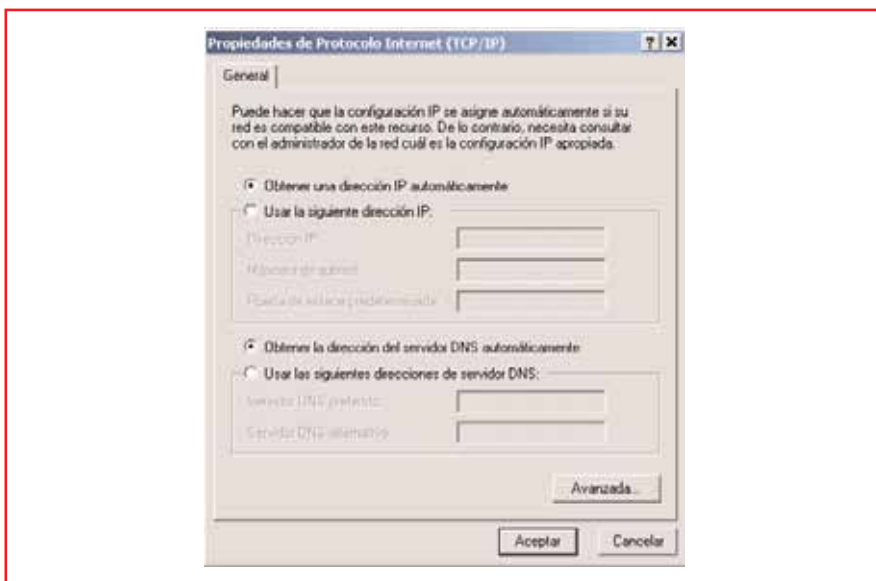 Propiedades de Protocolo Internet (TCP/IP)
General
Puede hacer que la configuración IP se asigne automáticamente si su
red es compatible con este recurso. De lo contrario, necesita consultar
con el administrador de la red cuál es la configuración IP apropiada.
Obtener una dirección IP automáticamente
Usar la siguiente dirección IP:
Dirección IP:
Máscara de subred:
Puerta de enlace predeterminada:
Obtener la dirección del servidor DNS automáticamente
Usar las siguientes direcciones de servidor DNS:
Servidor DNS preferido:
Servidor DNS alternativo:
Avanzada...
Aceptar
Cancelar